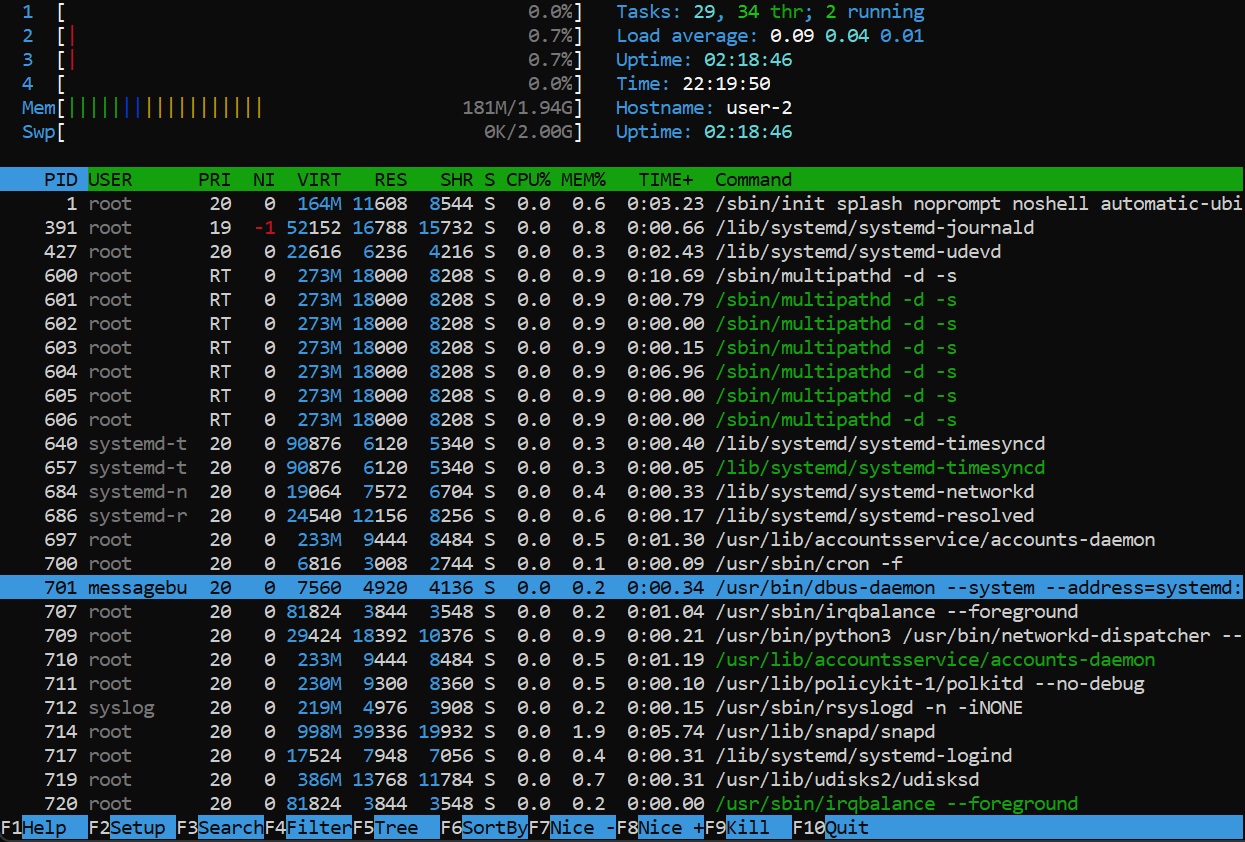 1 [ 0.0%] Tasks: 29, 34 thr; 2 running
2 [| 0.7%] Load average: 0.09 0.04 0.01
3 [| 0.7%] Uptime: 02:18:46
4 [ 0.0%] Time: 22:19:50
Mem[|||||||||||||||||| 181M/1.94G] Hostname: user-2
Swp[ 0K/2.00G] Uptime: 02:18:46
PID USER PRI NI VIRT RES SHR S CPU% MEM% TIME+ Command
1 root 20 0 164M 11608 8544 S 0.0 0.6 0:03.23 /sbin/init splash noprompt noshell automatic-ubi
391 root 19 -1 52152 16788 15732 S 0.0 0.8 0:00.66 /lib/systemd/systemd-journald
427 root 20 0 22616 6236 4216 S 0.0 0.3 0:02.43 /lib/systemd/systemd-udevd
600 root RT 0 273M 18000 8208 S 0.0 0.9 0:10.69 /sbin/multipathd -d -s
601 root RT 0 273M 18000 8208 S 0.0 0.9 0:00.79 /sbin/multipathd -d -s
602 root RT 0 273M 18000 8208 S 0.0 0.9 0:00.00 /sbin/multipathd -d -s
603 root RT 0 273M 18000 8208 S 0.0 0.9 0:00.15 /sbin/multipathd -d -s
604 root RT 0 273M 18000 8208 S 0.0 0.9 0:06.96 /sbin/multipathd -d -s
605 root RT 0 273M 18000 8208 S 0.0 0.9 0:00.00 /sbin/multipathd -d -s
606 root RT 0 273M 18000 8208 S 0.0 0.9 0:00.00 /sbin/multipathd -d -s
640 systemd-t 20 0 90876 6120 5340 S 0.0 0.3 0:00.40 /lib/systemd/systemd-timesyncd
657 systemd-t 20 0 90876 6120 5340 S 0.0 0.3 0:00.05 /lib/systemd/systemd-timesyncd
684 systemd-n 20 0 19064 7572 6704 S 0.0 0.4 0:00.33 /lib/systemd/systemd-networkd
686 systemd-r 20 0 24540 12156 8256 S 0.0 0.6 0:00.17 /lib/systemd/systemd-resolved
697 root 20 0 233M 9444 8484 S 0.0 0.5 0:01.30 /usr/lib/accountsservice/accounts-daemon
700 root 20 0 6816 3008 2744 S 0.0 0.1 0:00.09 /usr/sbin/cron -f
701 messagebu 20 0 7560 4920 4136 S 0.0 0.2 0:00.34 /usr/bin/dbus-daemon --system --address=systemd:
707 root 20 0 81824 3844 3548 S 0.0 0.2 0:01.04 /usr/sbin/irqbalance --foreground
709 root 20 0 29424 18392 10376 S 0.0 0.9 0:00.21 /usr/bin/python3 /usr/bin/networkd-dispatcher --
710 root 20 0 233M 9444 8484 S 0.0 0.5 0:01.19 /usr/lib/accountsservice/accounts-daemon
711 root 20 0 230M 9300 8360 S 0.0 0.5 0:00.10 /usr/lib/policykit-1/polkitd --no-debug
712 syslog 20 0 219M 4976 3908 S 0.0 0.2 0:00.15 /usr/sbin/rsyslogd -n -iNONE
714 root 20 0 998M 39336 19932 S 0.0 1.9 0:05.74 /usr/lib/snapd/snapd
717 root 20 0 17524 7948 7056 S 0.0 0.4 0:00.31 /lib/systemd/systemd-logind
719 root 20 0 386M 13768 11784 S 0.0 0.7 0:00.31 /usr/lib/udisks2/udisksd
720 root 20 0 81824 3844 3548 S 0.0 0.2 0:00.00 /usr/sbin/irqbalance --foreground
F1Help F2Setup F3SearchF4FilterF5Tree F6SortByF7Nice -F8Nice +F9Kill F10Quit